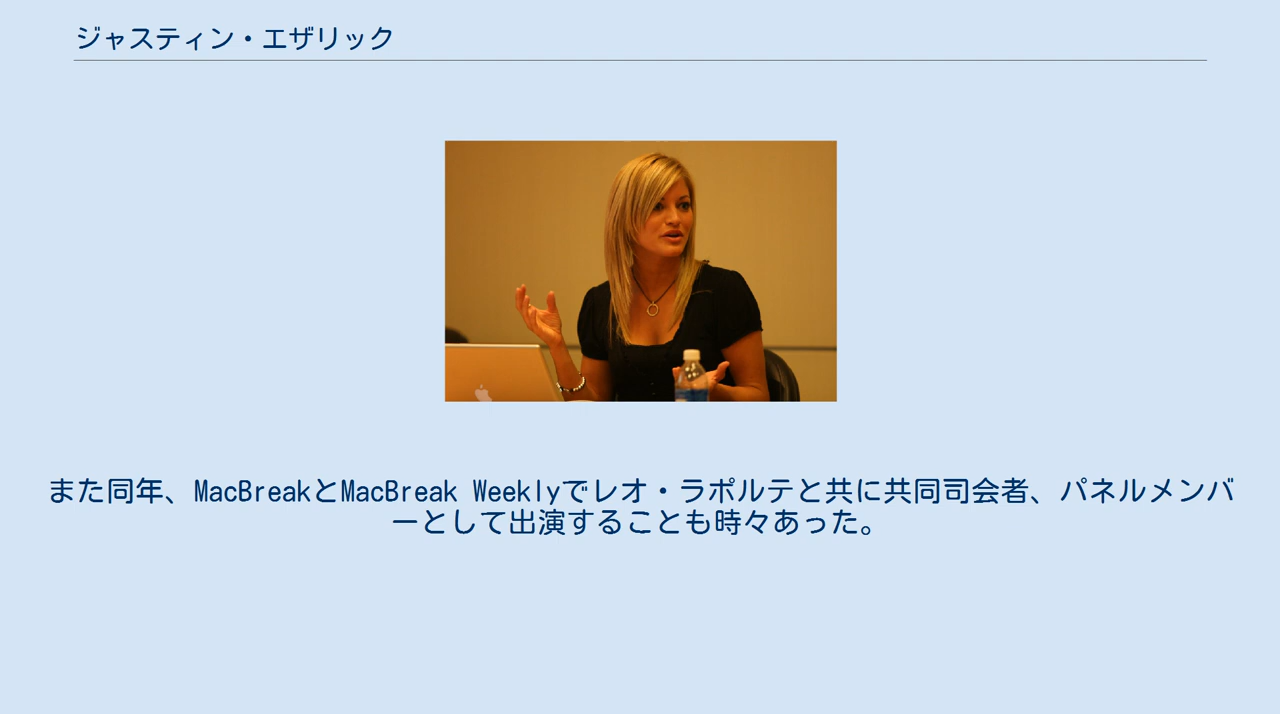 ジャスティン・エザリック
また同年、MacBreakとMacBreak Weeklyでレオ・ラポルテと共に共同司会者、パネルメンバ
ーとして出演することも時々あった。